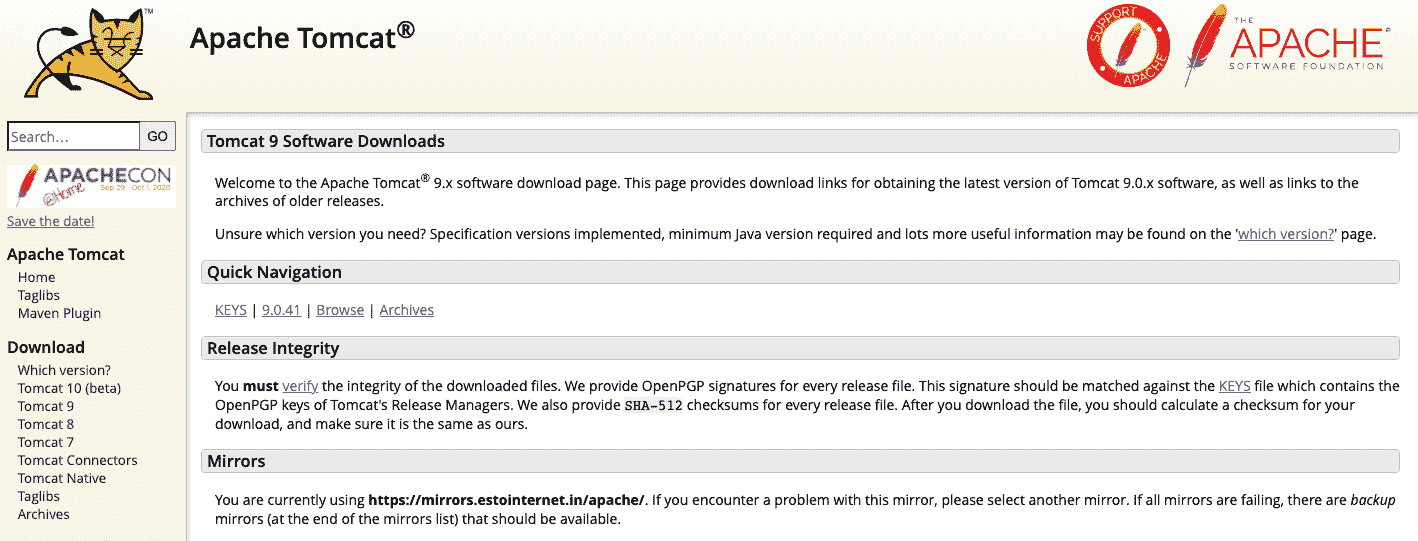 TM
Apache Tomcat®
SUPPORT
APACHE
THE
APACHE®
SOFTWARE FOUNDATION
Search...
GO
APACHECON
@Home
Sep 29 - Oct 1, 2020
Save the date!
Apache Tomcat
Home
Taglibs
Maven Plugin
Download
Which version?
Tomcat 10 (beta)
Tomcat 9
Tomcat 8
Tomcat 7
Tomcat Connectors
Tomcat Native
Taglibs
Archives
Tomcat 9 Software Downloads
Welcome to the Apache Tomcat® 9.x software download page. This page provides download links for obtaining the latest version of Tomcat 9.0.x software, as well as links to the
archives of older releases.
Unsure which version you need? Specification versions implemented, minimum Java version required and lots more useful information may be found on the 'which version?' page.
Quick Navigation
KEYS | 9.0.41 | Browse | Archives
Release Integrity
You must verify the integrity of the downloaded files. We provide OpenPGP signatures for every release file. This signature should be matched against the KEYS file which contains the
OpenPGP keys of Tomcat's Release Managers. We also provide SHA-512 checksums for every release file. After you download the file, you should calculate a checksum for your
download, and make sure it is the same as ours.
Mirrors
You are currently using https://mirrors.estointernet.in/apache/. If you encounter a problem with this mirror, please select another mirror. If all mirrors are failing, there are backup
mirrors (at the end of the mirrors list) that should be available.